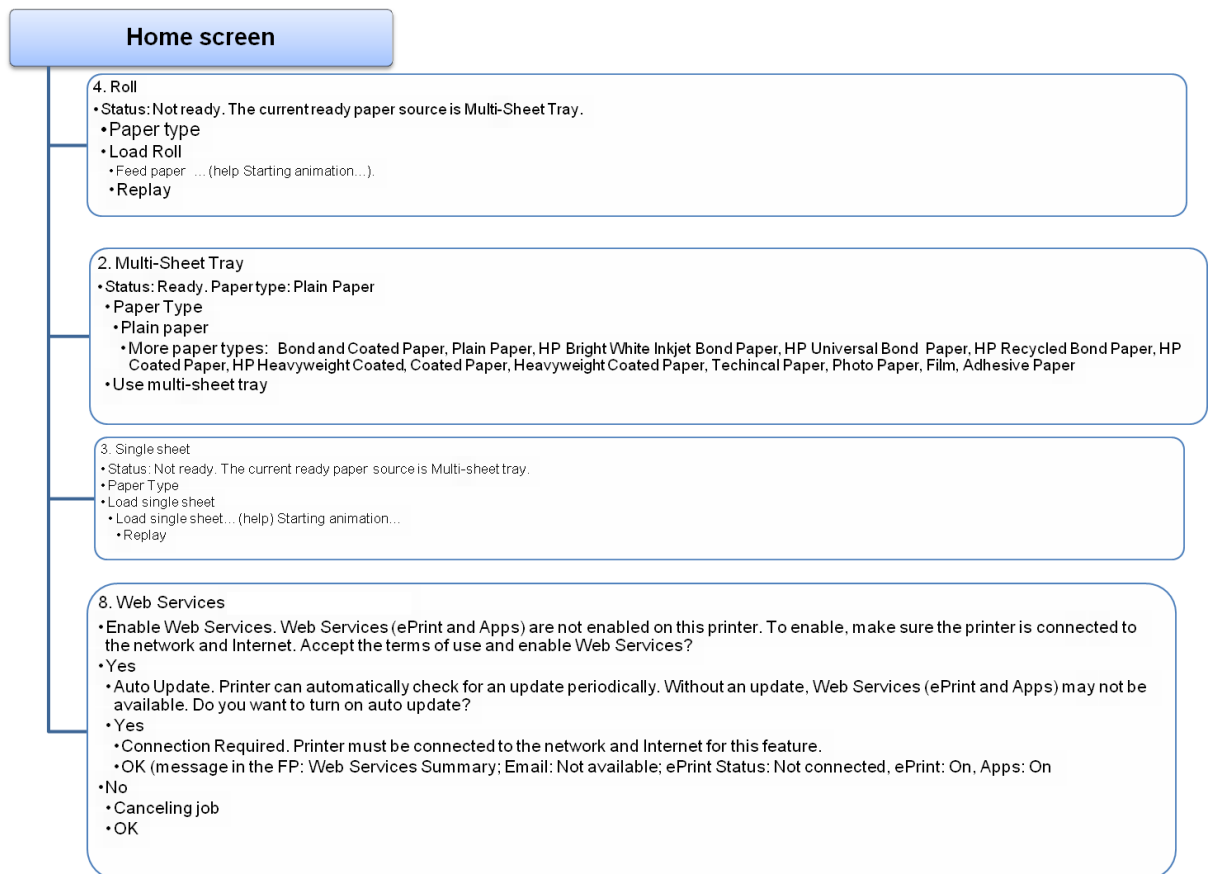 Home screen
4. Roll
•Status: Not ready. The current ready paper source is Multi-Sheet Tray.
•Paper type
•Load Roll
•Feed paper ... (help Starting animation...).
•Replay
2. Multi-Sheet Tray
•Status: Ready. Paper type: Plain Paper
•Paper Type
•Plain paper
•More paper types: Bond and Coated Paper, Plain Paper, HP Bright White Inkjet Bond Paper, HP Universal Bond Paper, HP Recycled Bond Paper, HP
Coated Paper, HP Heavyweight Coated, Coated Paper, Heavyweight Coated Paper, Techincal Paper, Photo Paper, Film, Adhesive Paper
•Use multi-sheet tray
3. Single sheet
•Status: Not ready. The current ready paper source is Multi-sheet tray.
•Paper Type
•Load single sheet
•Load single sheet... (help) Starting animation...
•Replay
8. Web Services
•Enable Web Services. Web Services (ePrint and Apps) are not enabled on this printer. To enable, make sure the printer is connected to
the network and Internet. Accept the terms of use and enable Web Services?
•Yes
•Auto Update. Printer can automatically check for an update periodically. Without an update, Web Services (ePrint and Apps) may not be
available. Do you want to turn on auto update?
•Yes
•Connection Required. Printer must be connected to the network and Internet for this feature.
•OK (message in the FP: Web Services Summary; Email: Not available; ePrint Status: Not connected, ePrint: On, Apps: On
•No
•Canceling job
•OK